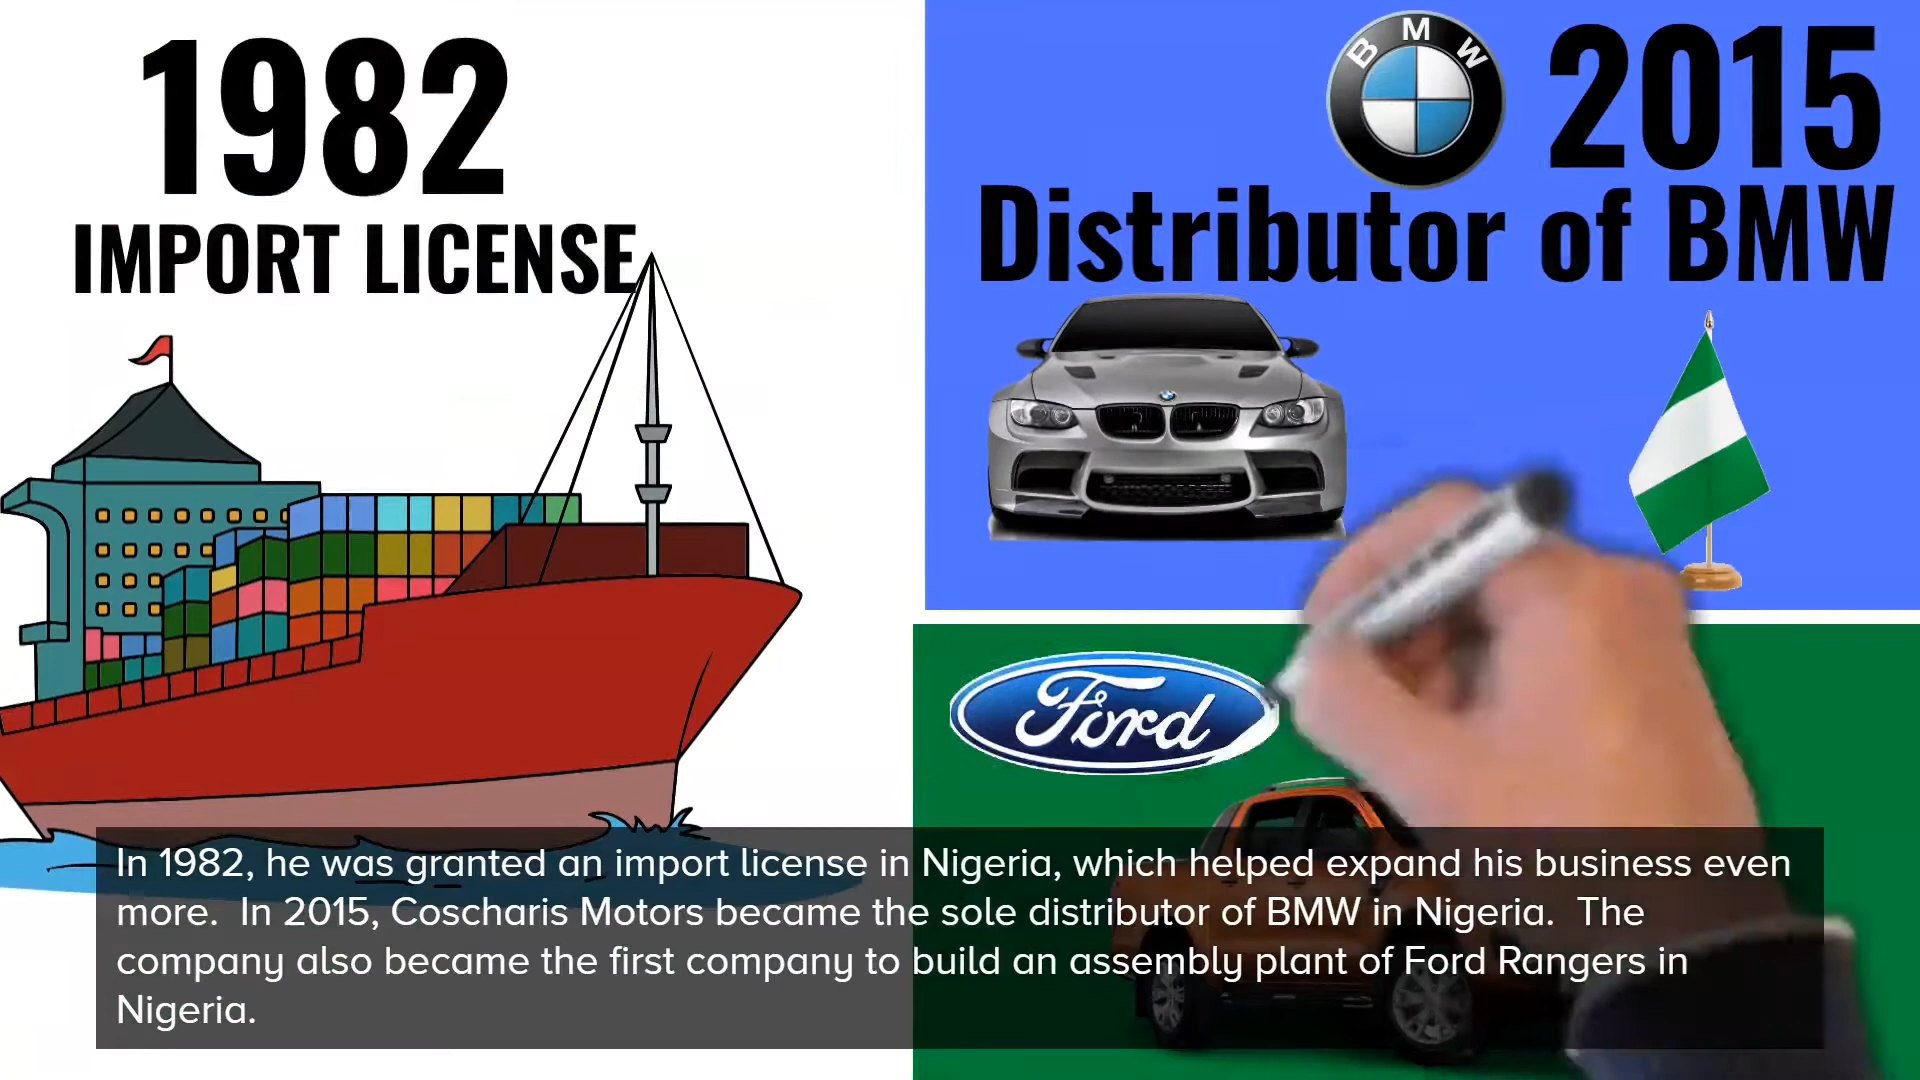 1982
IMPORT LICENSE
BMW
2015
Distributor of BMW
Ford
In 1982, he was granted an import license in Nigeria, which helped expand his business even
more.  In 2015, Coscharis Motors became the sole distributor of BMW in Nigeria.  The
company also became the first company to build an assembly plant of Ford Rangers in
Nigeria.